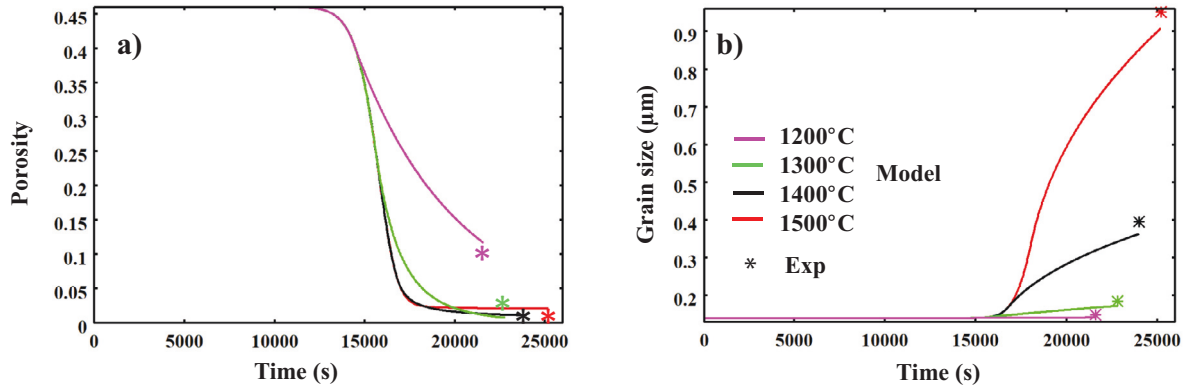 a)
0.45
0.4
0.35
0.3
0.25
0.2
0.15
0.1
0.05
0
0 5000 10000 15000 20000 25000
Porosity
Time (s)
b)
0.9
0.8
0.7
0.6
0.5
0.4
0.3
0.2
0 5000 10000 15000 20000 25000
Grain size (μm)
Time (s)
1200°C
1300°C
1400°C
1500°C
Model
* Exp